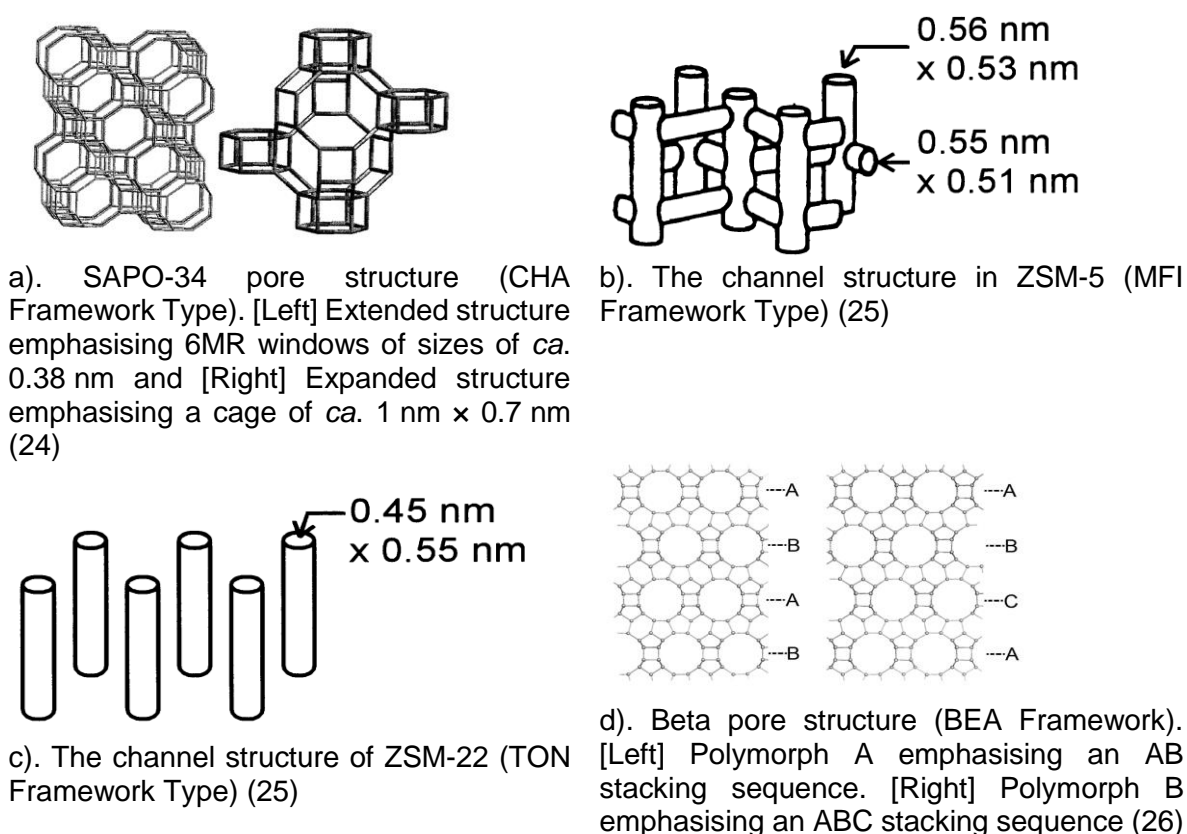 0.56 nm
x 0.53 nm
0.55 nm
x 0.51 nm
a). SAPO-34 pore structure (CHA
Framework Type). [Left] Extended structure
emphasising 6MR windows of sizes of ca.
0.38 nm and [Right] Expanded structure
emphasising a cage of ca. 1 nm × 0.7 nm
(24)
b). The channel structure in ZSM-5 (MFI
Framework Type) (25)
0.45 nm
x 0.55 nm
c). The channel structure of ZSM-22 (TON
Framework Type) (25)
A
B
A
B
A
B
C
A
d). Beta pore structure (BEA Framework).
[Left] Polymorph A emphasising an AB
stacking sequence. [Right] Polymorph B
emphasising an ABC stacking sequence (26)